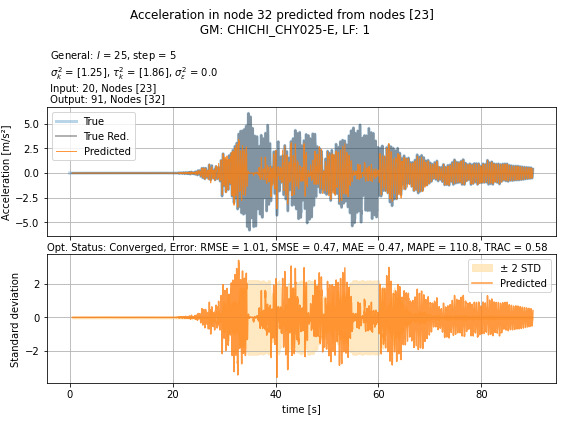 Acceleration in node 32 predicted from nodes [23]
GM: CHICHI_CHY025-E, LF: 1
General: l = 25, step = 5
σ²ₖ = [1.25], τ²ₖ = [1.86], σ²ε = 0.0
Input: 20, Nodes [23]
Output: 91, Nodes [32]
Acceleration [m/s²]
5.0
2.5
0.0
−2.5
−5.0
True
True Red.
Predicted
Opt. Status: Converged, Error: RMSE = 1.01, SMSE = 0.47, MAE = 0.47, MAPE = 110.8, TRAC = 0.58
Standard deviation
2
0
−2
± 2 STD
Predicted
0 20 40 60 80
time [s]